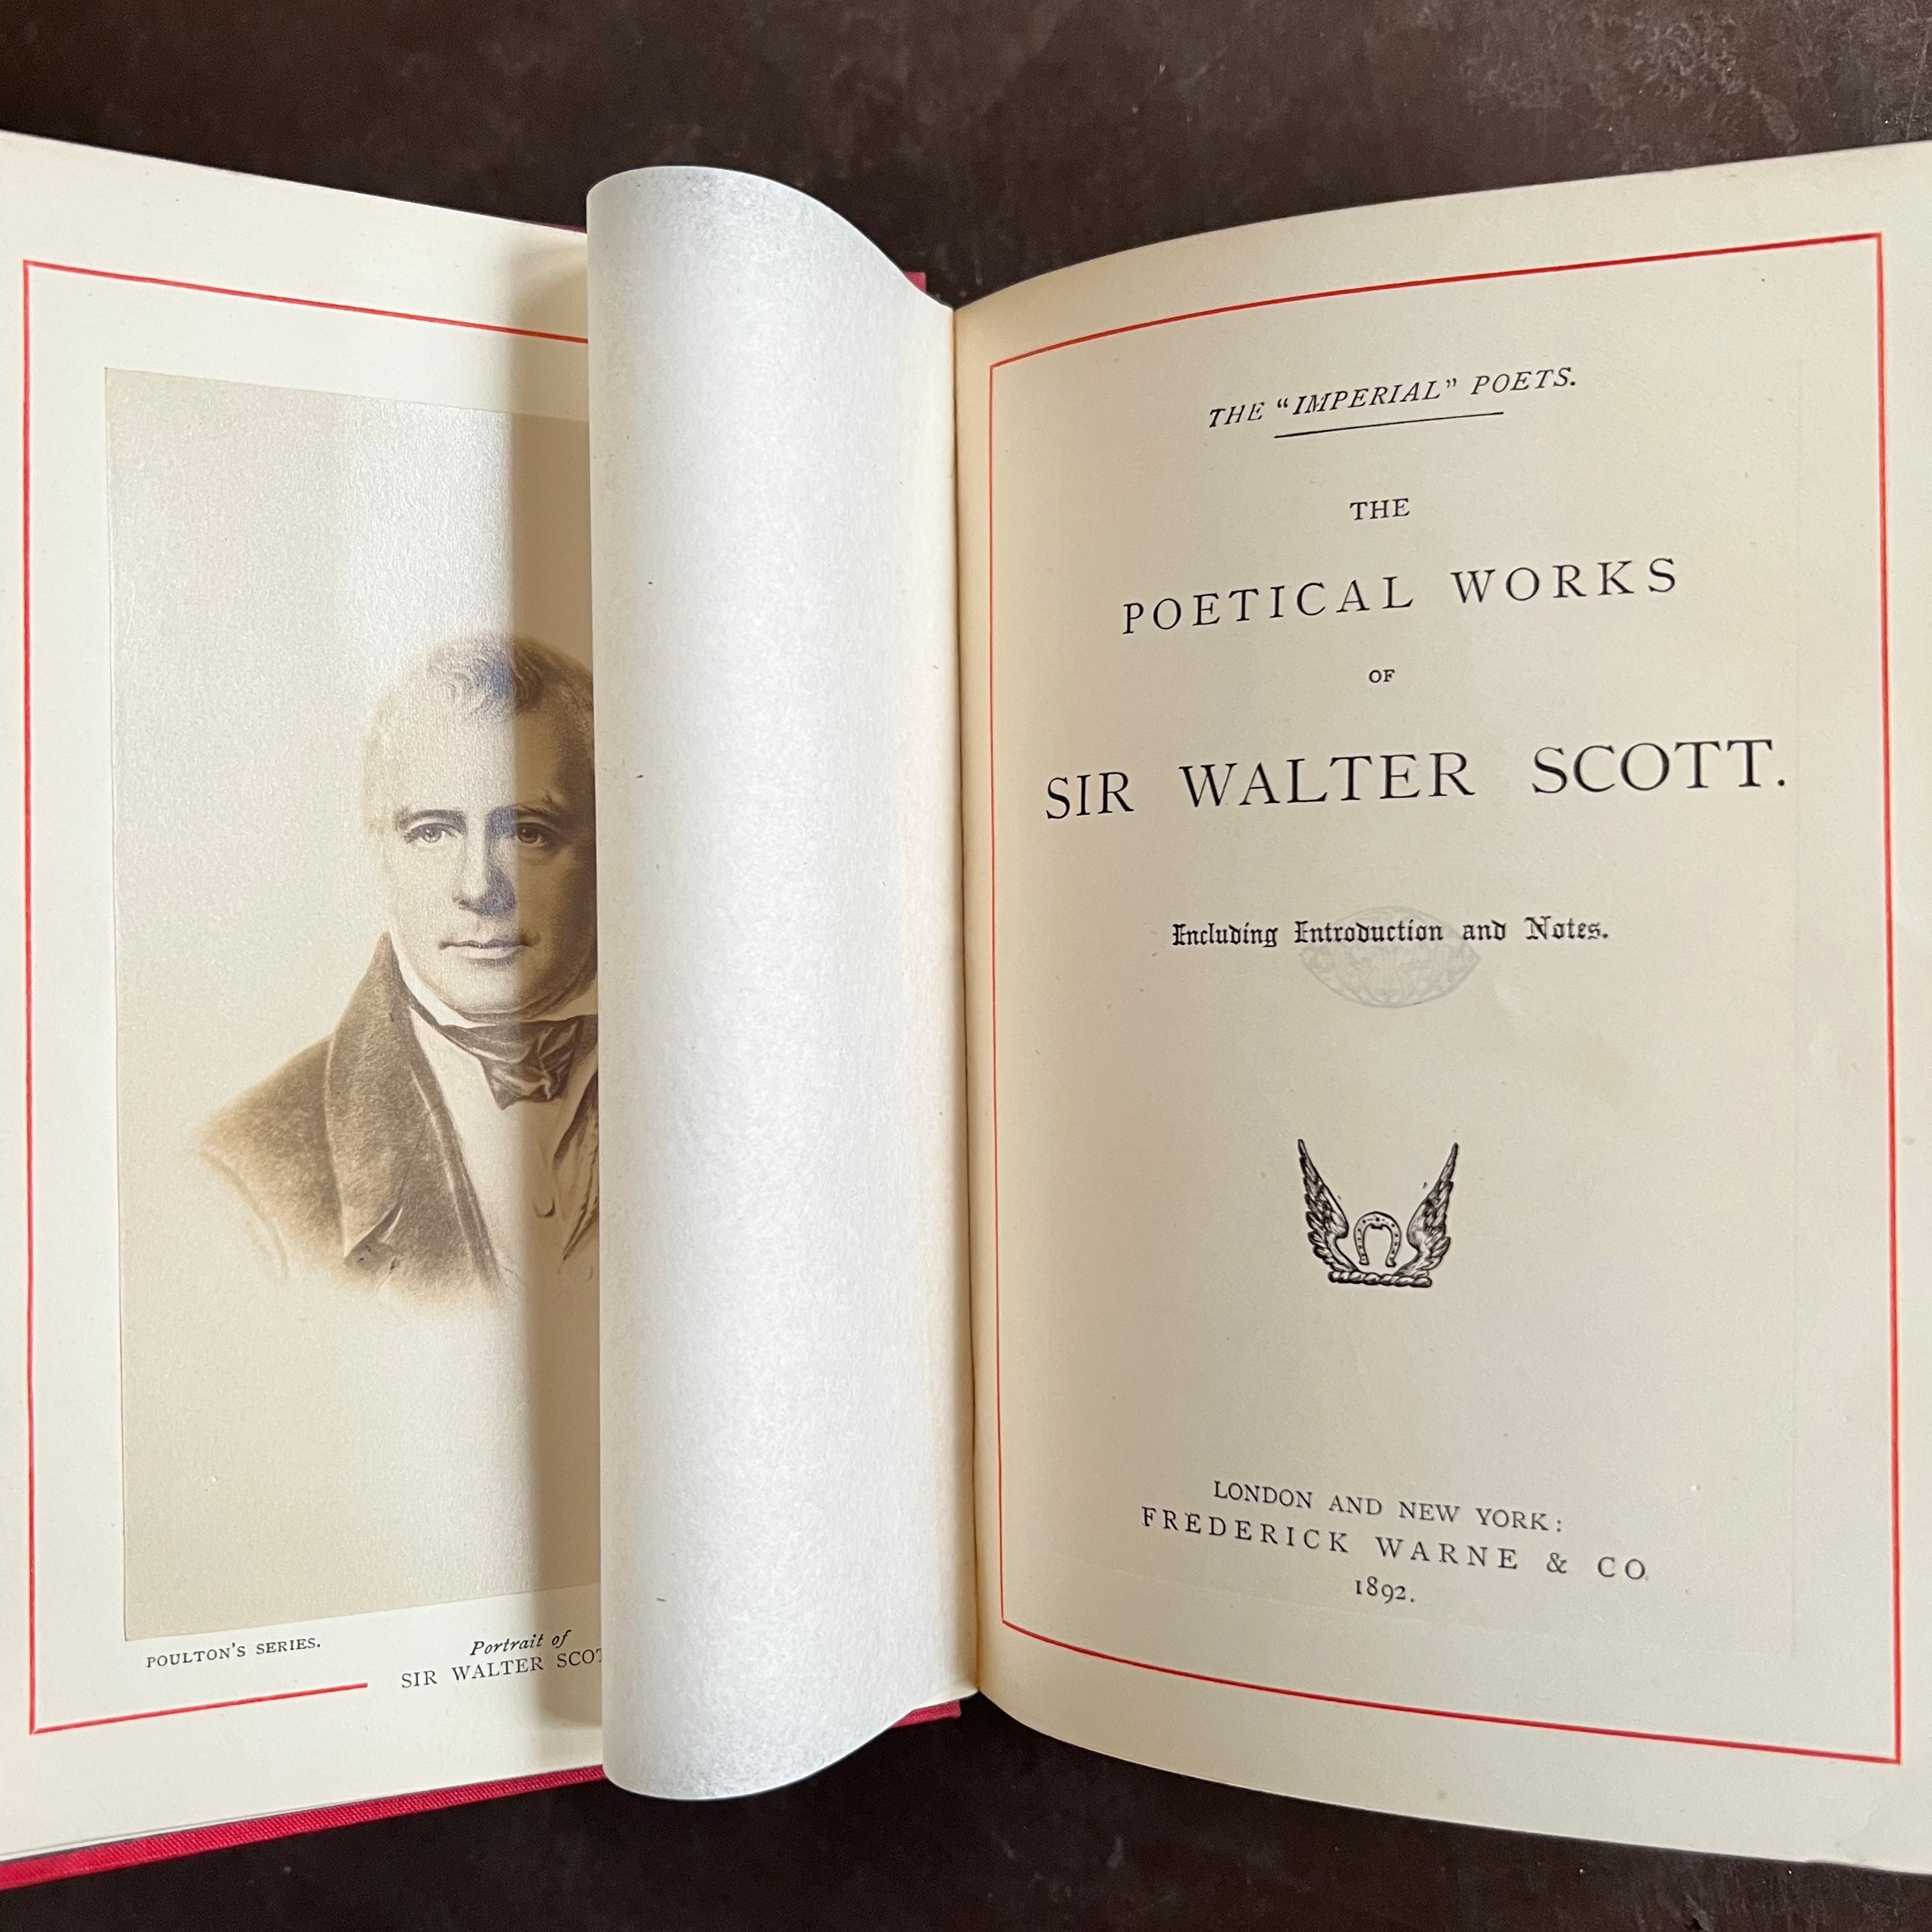 POULTON'S SERIES.
Portrait of
SIR WALTER SCOT
THE “IMPERIAL” POETS.
THE
POETICAL WORKS
OF
SIR WALTER SCOTT.
Including Introduction and Notes.
LONDON AND NEW YORK:
FREDERICK WARNE & CO.
1892.